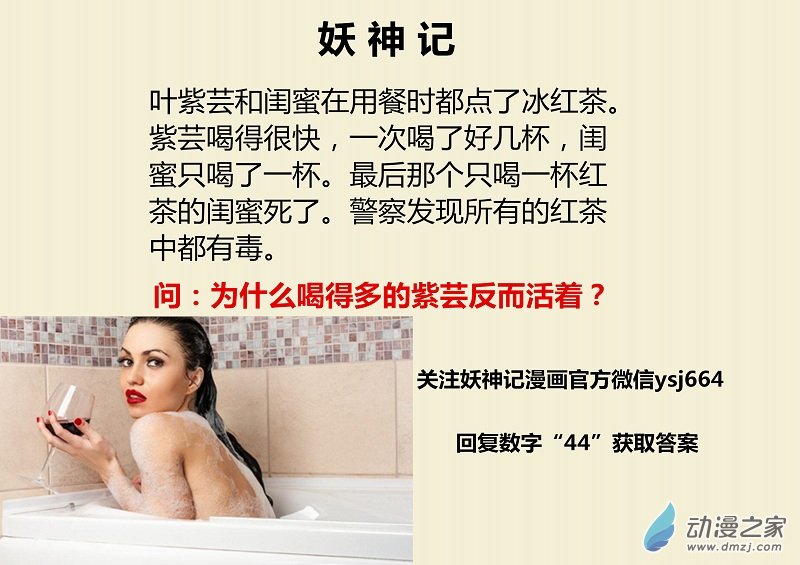 妖神记
叶紫芸和闺蜜在用餐时都点了冰红茶。
紫芸喝得很快，一次喝了好几杯，闺
蜜只喝了一杯。最后那个只喝一杯红
茶的闺蜜死了。警察发现所有的红茶
中都有毒。
问：为什么喝得多的紫芸反而活着？
关注妖神记漫画官方微信ysj664
回复数字“44”获取答案
动漫之家
www.dmzj.com